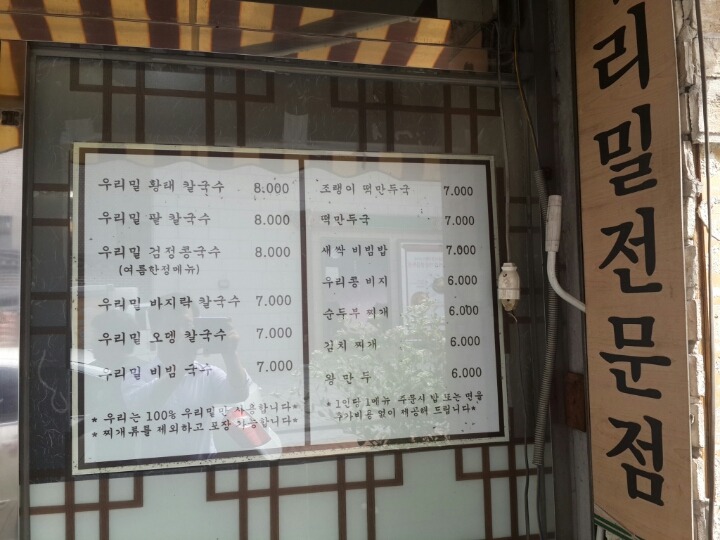 우리밀 황태 칼국수 8.000
우리밀 팥 칼국수 8.000
우리밀 검정콩국수 8.000
(여름한정메뉴)
우리밀 바지락 칼국수 7.000
우리밀 오뎅 칼국수 7.000
우리밀 비빔 국수 7.000
* 우리는 100% 우리밀만 사용합니다*
* 찌개류를 제외하고 포장 가능합니다*
조랭이 떡만두국 7.000
떡만두국 7.000
새싹 비빔밥 7.000
우리콩 비지 6.000
순두부 찌개 6.000
김치 찌개 6.000
왕만두 6.000
* 1인당 1메뉴 주문시 밥 또는 면을
추가비용 없이 제공해 드립니다*
우리밀전문점